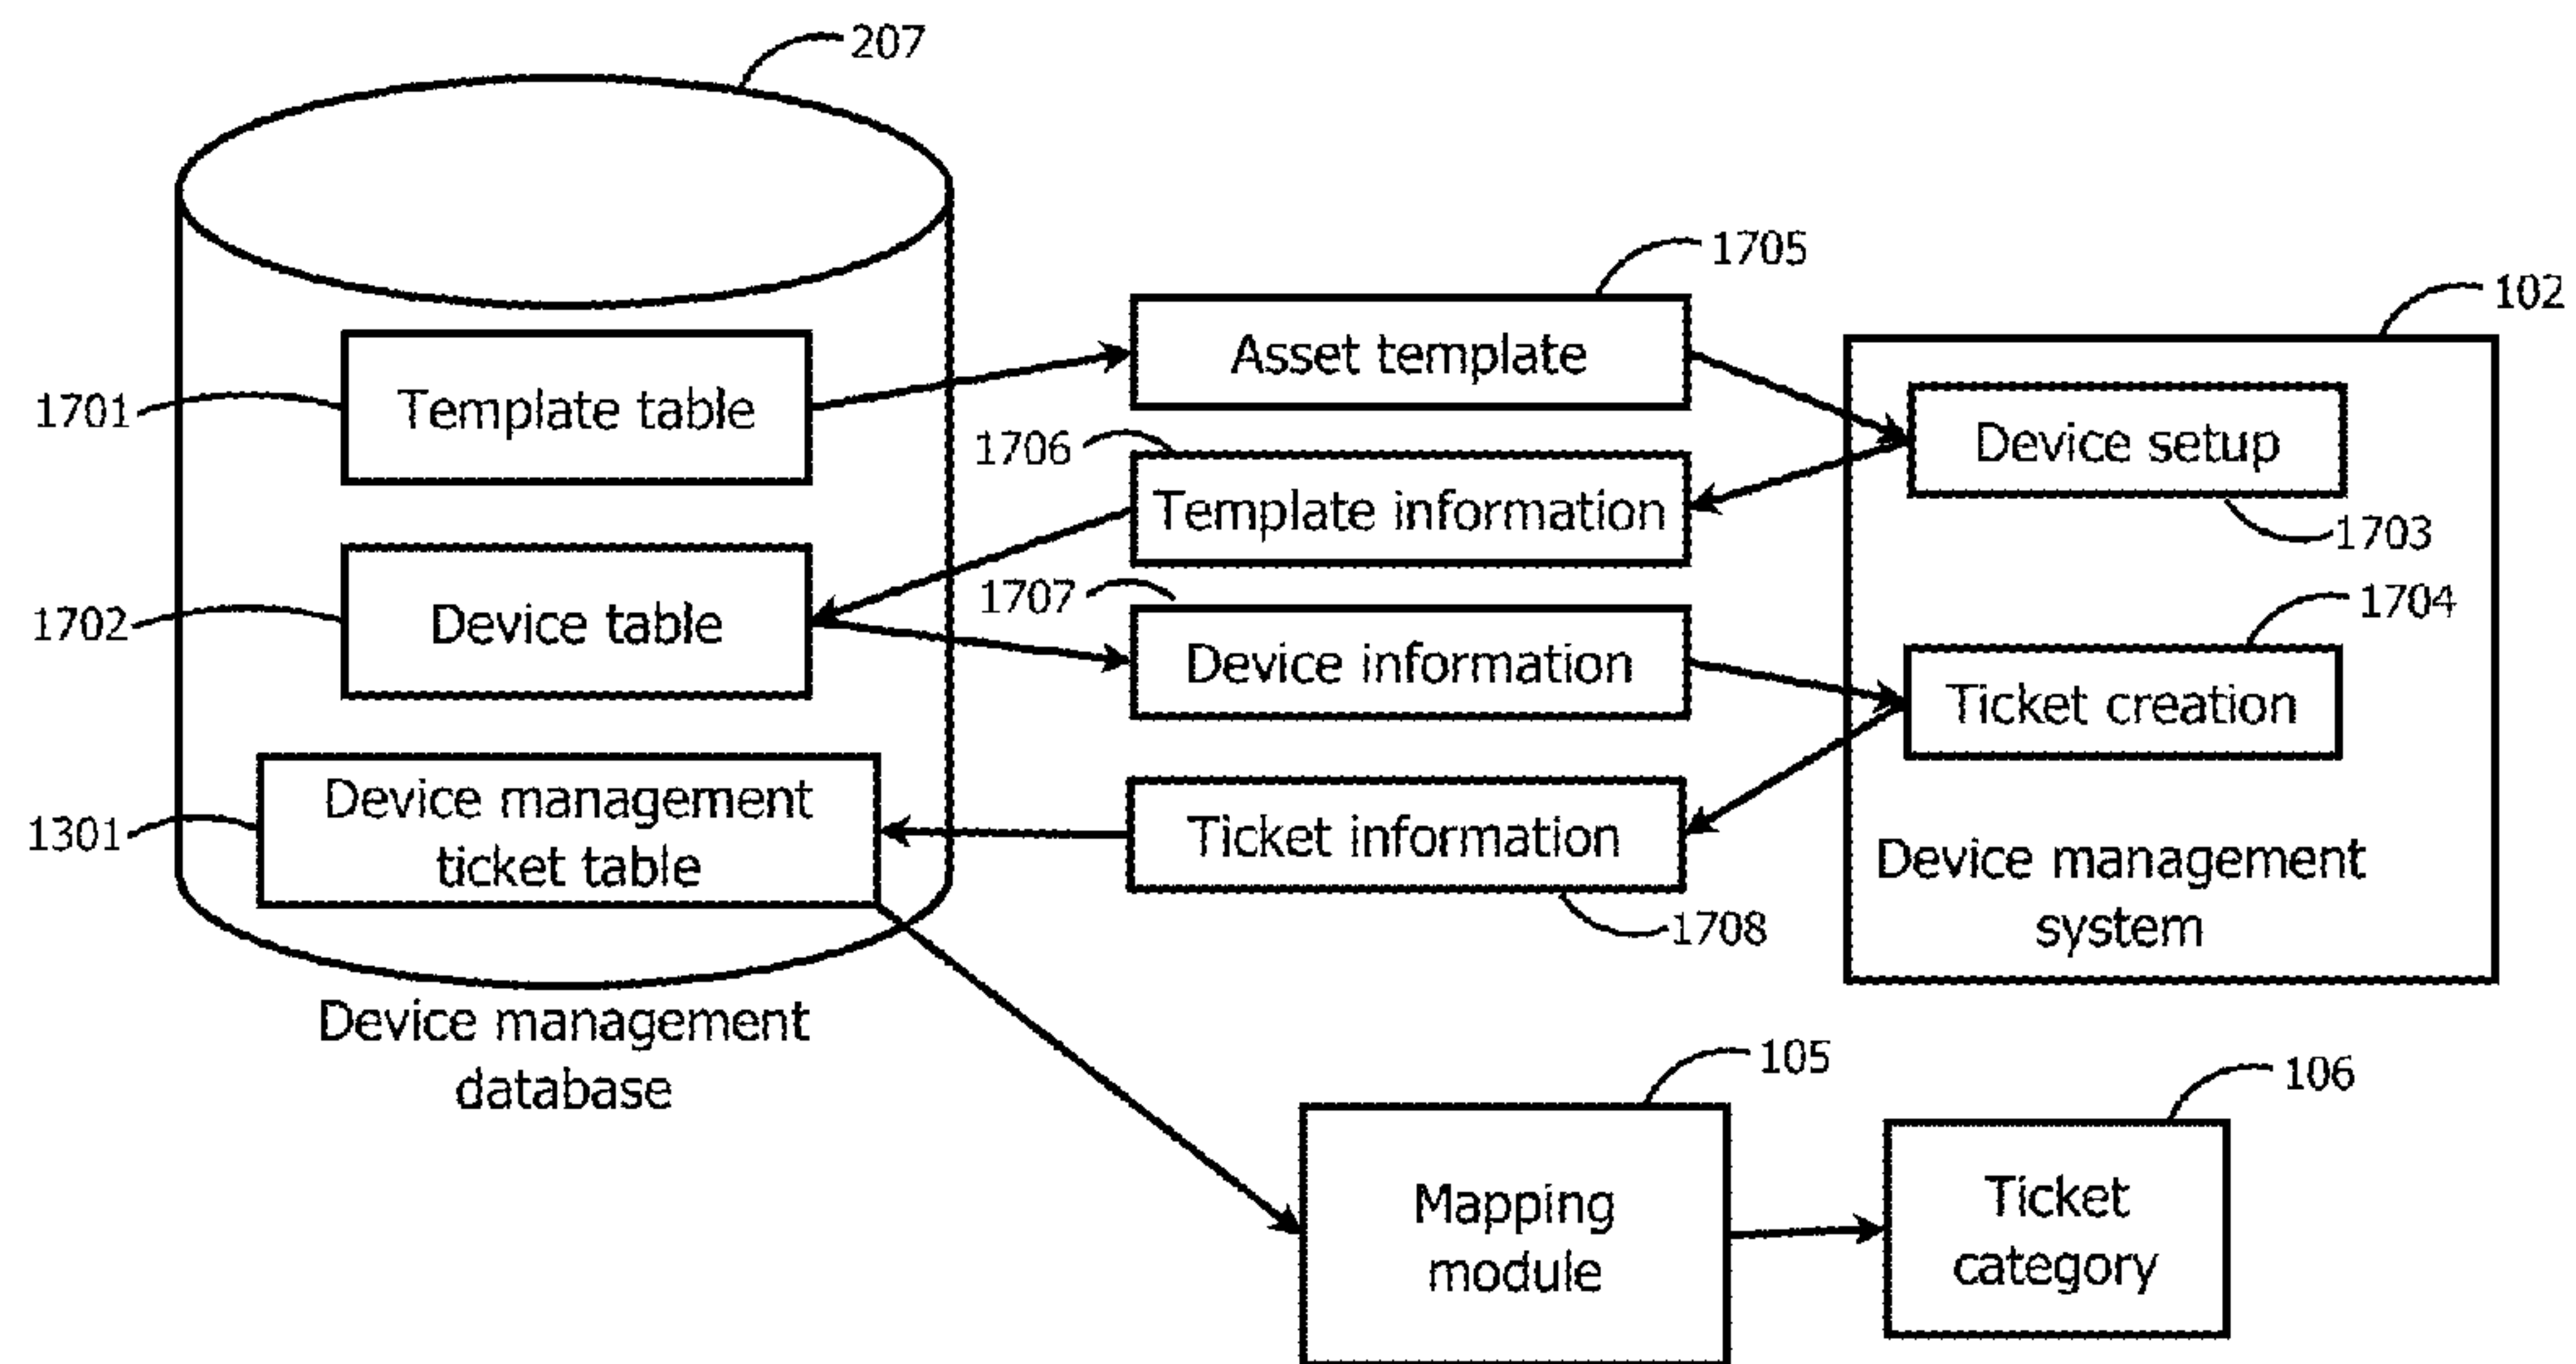 207
1705
102
Asset template
Template table
1701
Device setup
1706
Template information
1703
1707
1704
Device table
1702
Device information
Ticket creation
Device management
ticket table
1301
Ticket information
Device management
system
1708
Device management
database
105
106
Mapping
module
Ticket
category